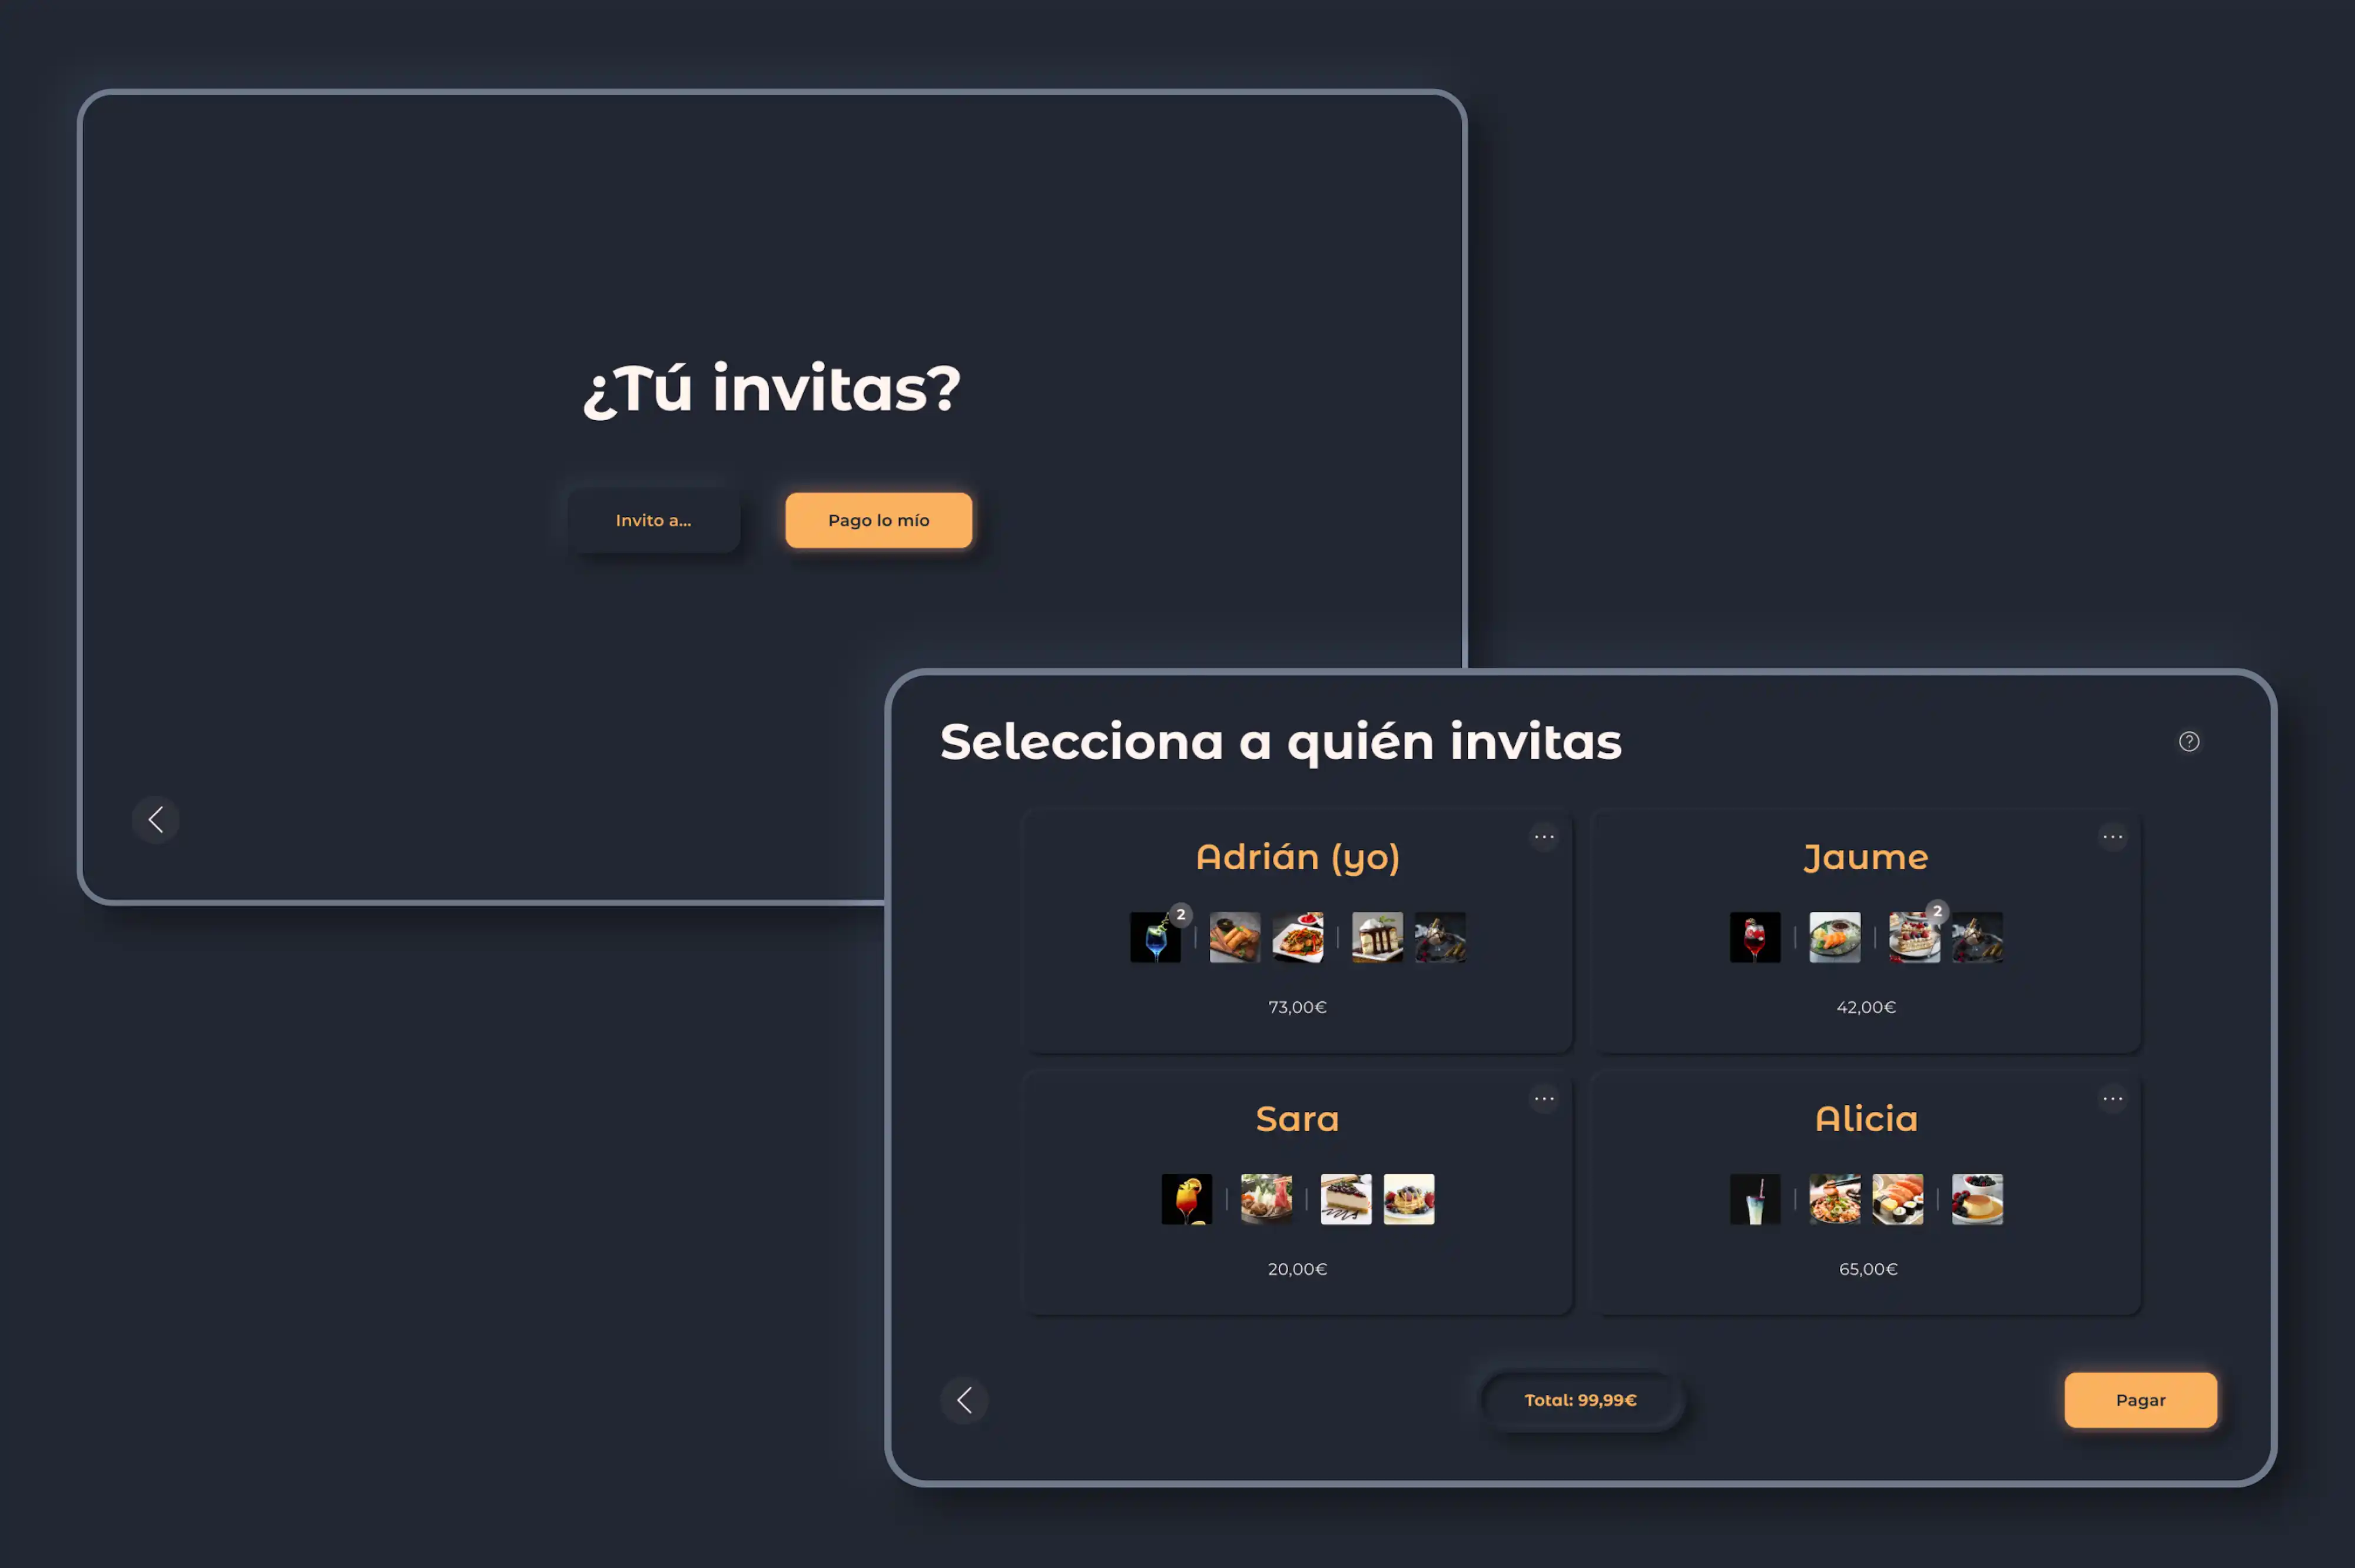 ¿Tú invitas?
Invito a...
Pago lo mío
Selecciona a quién invitas
?
Adrián (yo)
2
73,00€
Jaume
2
42,00€
Sara
20,00€
Alicia
65,00€
Total: 99,99€
Pagar